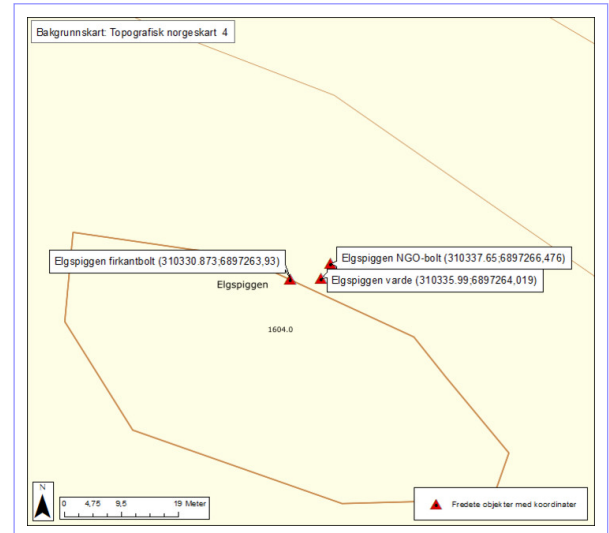 Bakgrunnskart: Topografisk norgeskart 4
Elgspiggen NGO-bolt (310337.65;6897266,476)
Elgspiggen firkantbolt (310330.873;6897263,93)
Elgspiggen varde (310335.99;6897264,019)
Elgspiggen
1604.0
N
0 4,75 9,5 19 Meter
Fredete objekter med koordinater